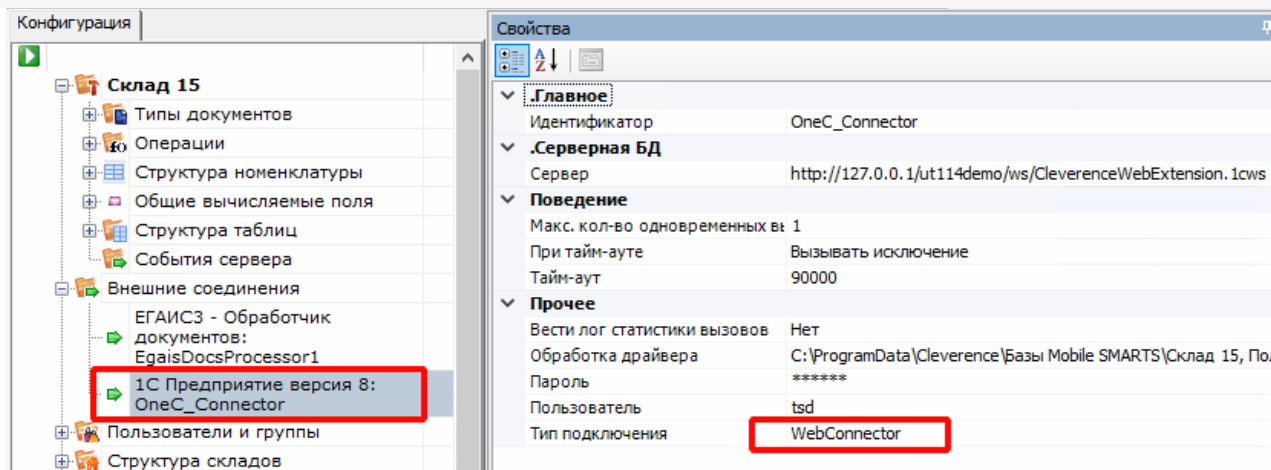 Конфигурация
Склад 15
Типы документов
Операции
Структура номенклатуры
Общие вычисляемые поля
Структура таблиц
События сервера
Внешние соединения
ЕГАИС3 - Обработчик
документов:
EgaisDocsProcessor1
1С Предприятие версия 8:
OneC_Connector
Пользователи и группы
Структура складов
Свойства
.Главное
Идентификатор OneC_Connector
.Серверная БД
Сервер http://127.0.0.1/ut114demo/ws/CleverenceWebExtension.1cws
Поведение
Макс. кол-во одновременных вы 1
При тайм-ауте Вызывать исключение
Тайм-аут 90000
Прочее
Вести лог статистики вызовов Нет
Обработка драйвера C:\ProgramData\Cleverence\Базы Mobile SMARTS\Склад 15, По
Пароль ******
Пользователь tsd
Тип подключения WebConnector